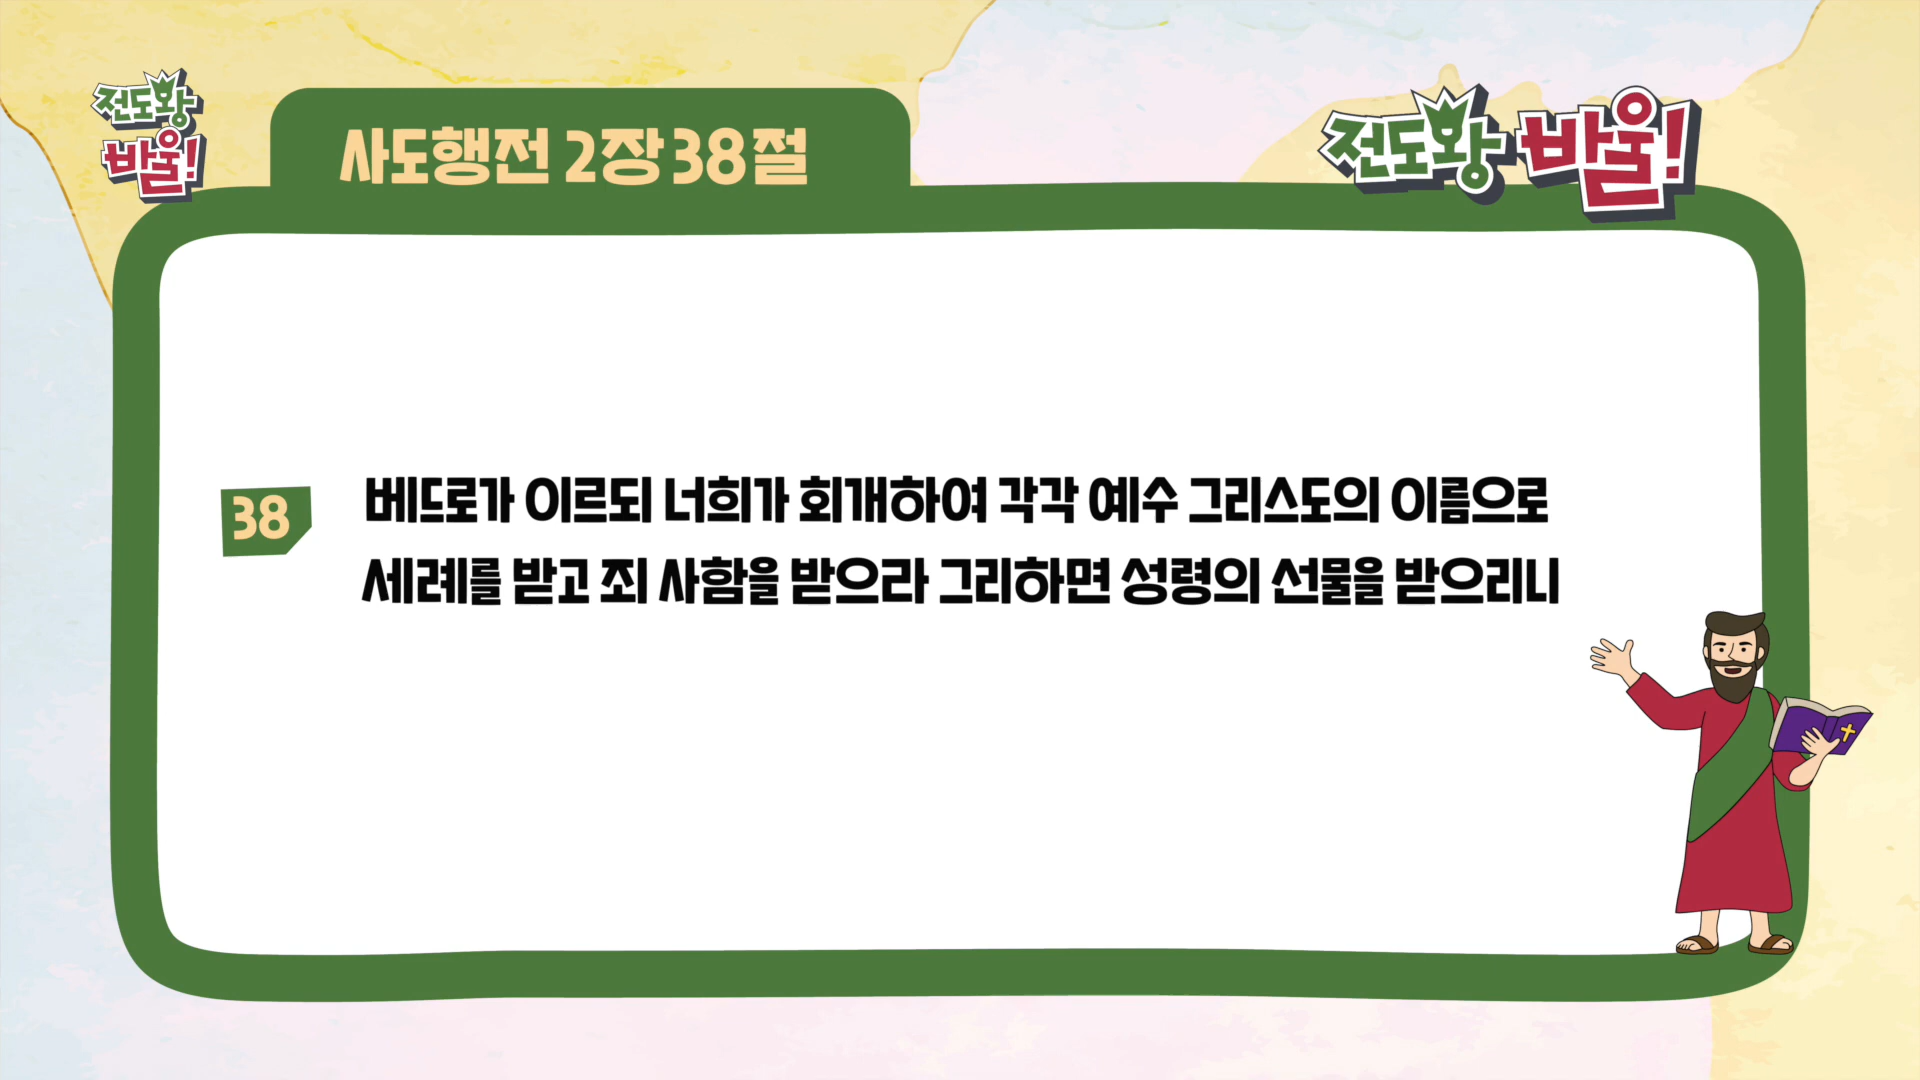 전도왕
바울!
사도행전 2장 38절
전도왕 바울!
38 베드로가 이르되 너희가 회개하여 각각 예수 그리스도의 이름으로
세례를 받고 죄 사함을 받으라 그리하면 성령의 선물을 받으리니